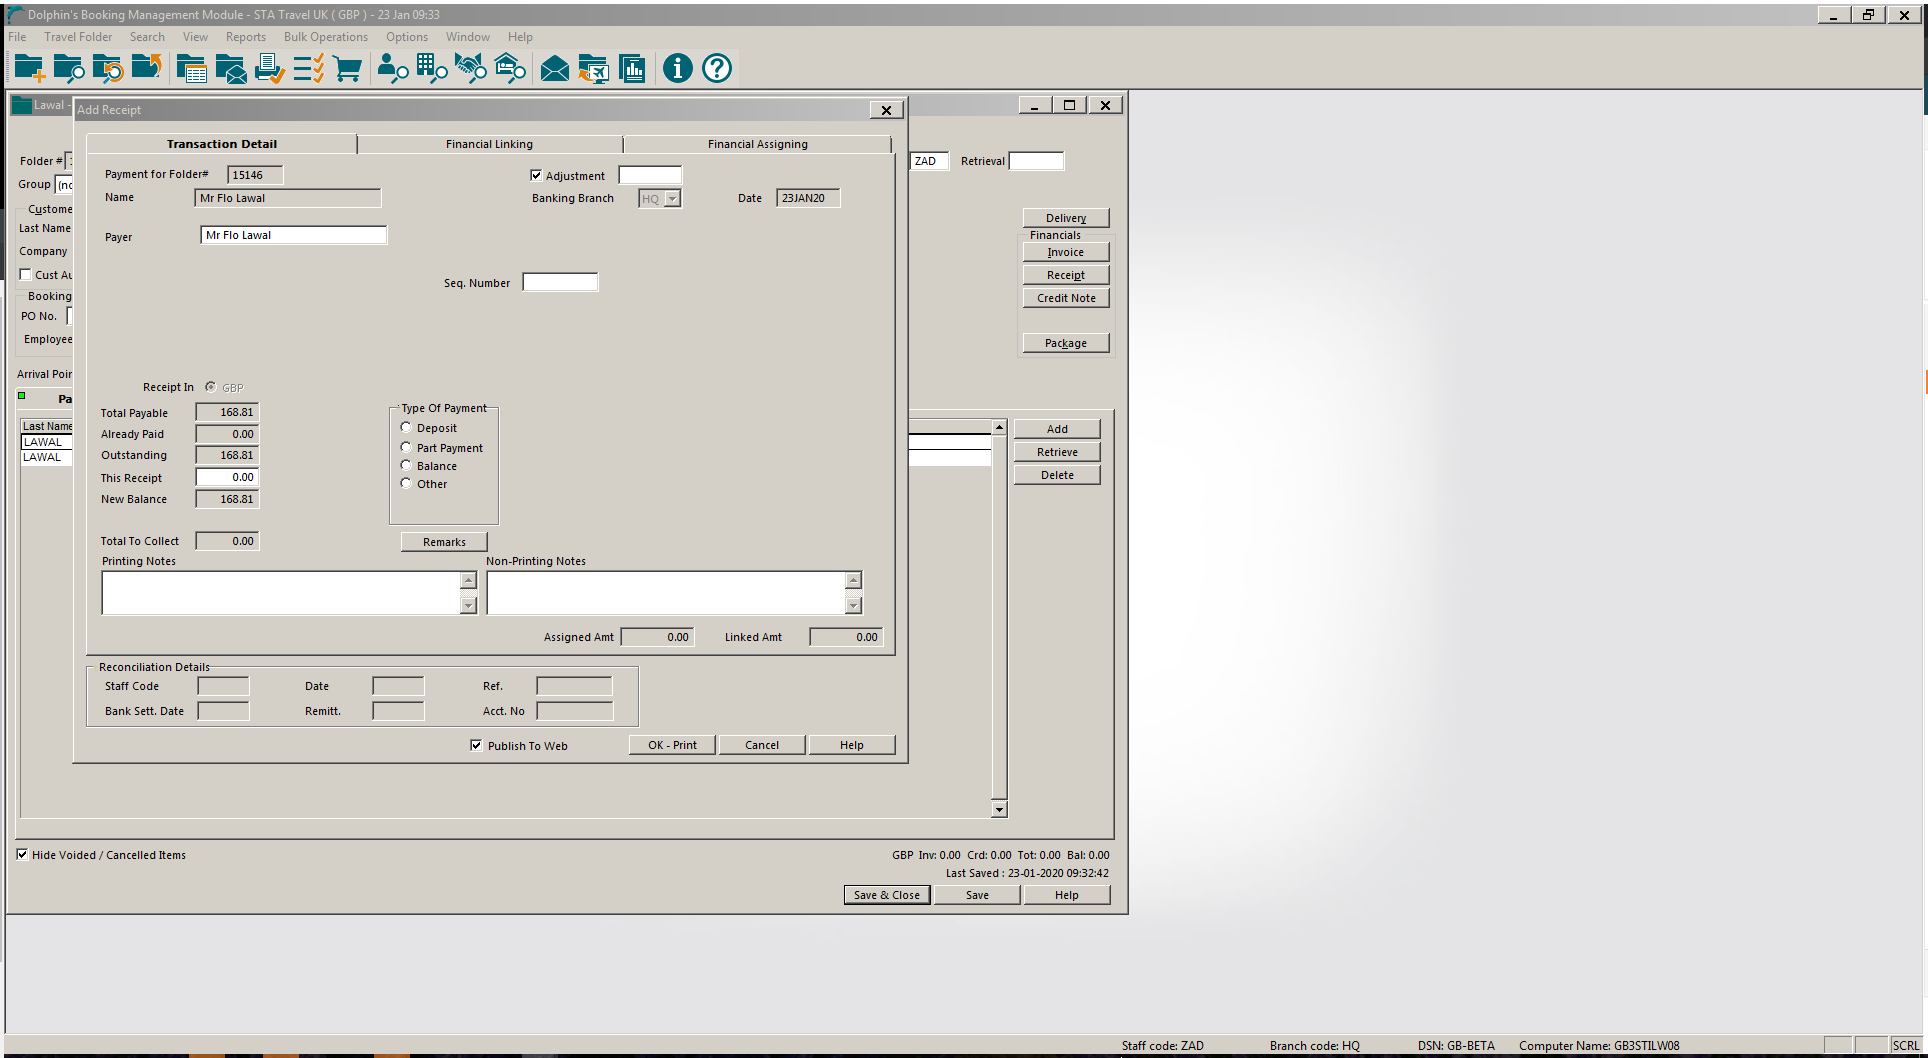 Dolphin's Booking Management Module - STA Travel UK ( GBP ) - 23 Jan 09:33
File Travel Folder Search View Reports Bulk Operations Options Window Help
Lawal -
Add Receipt
Transaction Detail Financial Linking Financial Assigning
Folder #
ZAD Retrieval
Payment for Folder# 15146 Adjustment
Group (no
Name Mr Flo Lawal Banking Branch HQ Date 23JAN20
Custome
Delivery
Last Name
Payer Mr Flo Lawal
Financials
Company
Invoice
Cust Au
Receipt
Seq. Number
Booking
Credit Note
PO No.
Employee
Package
Arrival Poin
Receipt In GBP
Pa
Total Payable 168.81
Type Of Payment
Last Name
Deposit
Add
Already Paid 0.00
LAWAL
Part Payment
Retrieve
Outstanding 168.81
LAWAL
Balance
This Receipt 0.00
Delete
Other
New Balance 168.81
Total To Collect 0.00
Remarks
Printing Notes Non-Printing Notes
Assigned Amt 0.00 Linked Amt 0.00
Reconciliation Details
Staff Code Date Ref.
Bank Sett. Date Remitt. Acct. No
Publish To Web OK - Print Cancel Help
Hide Voided / Cancelled Items
GBP Inv: 0.00 Crd: 0.00 Tot: 0.00 Bal: 0.00
Last Saved : 23-01-2020 09:32:42
Save & Close Save Help
Staff code: ZAD Branch code: HQ DSN: GB-BETA Computer Name: GB3STILW08 SCRL